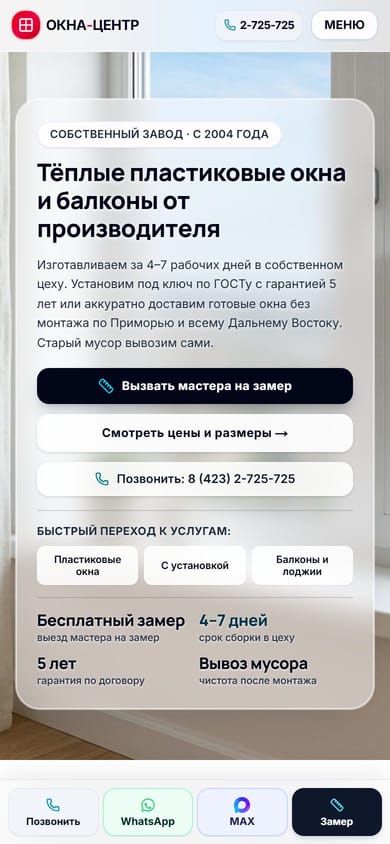 ОКНА-ЦЕНТР
2-725-725
МЕНЮ
СОБСТВЕННЫЙ ЗАВОД · С 2004 ГОДА
Тёплые пластиковые окна
и балконы от
производителя
Изготавливаем за 4–7 рабочих дней в собственном
цеху. Установим под ключ по ГОСТу с гарантией 5
лет или аккуратно доставим готовые окна без
монтажа по Приморью и всему Дальнему Востоку.
Старый мусор вывозим сами.
Вызвать мастера на замер
Смотреть цены и размеры →
Позвонить: 8 (423) 2-725-725
БЫСТРЫЙ ПЕРЕХОД К УСЛУГАМ:
Пластиковые
окна
С установкой
Балконы и
лоджии
Бесплатный замер
выезд мастера на замер
4–7 дней
срок сборки в цеху
5 лет
гарантия по договору
Вывоз мусора
чистота после монтажа
Позвонить
WhatsApp
MAX
Замер